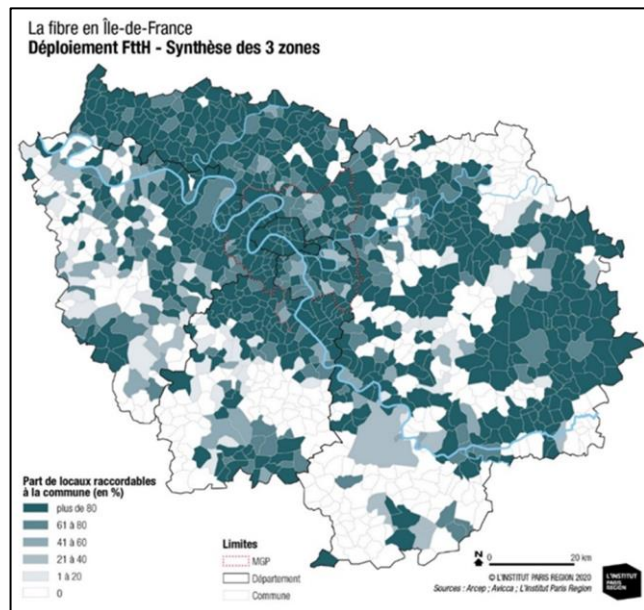 La fibre en Île-de-France
Déploiement FttH - Synthèse des 3 zones
Part de locaux raccordables
à la commune (en %)
plus de 80
61 à 80
41 à 60
21 à 40
1 à 20
0
Limites
MGP
Département
Commune
N
0 20 km
© L'INSTITUT PARIS REGION 2020
Sources : Arcep ; Avicca ; L'Institut Paris Region
L'INSTITUT
PARIS
REGION